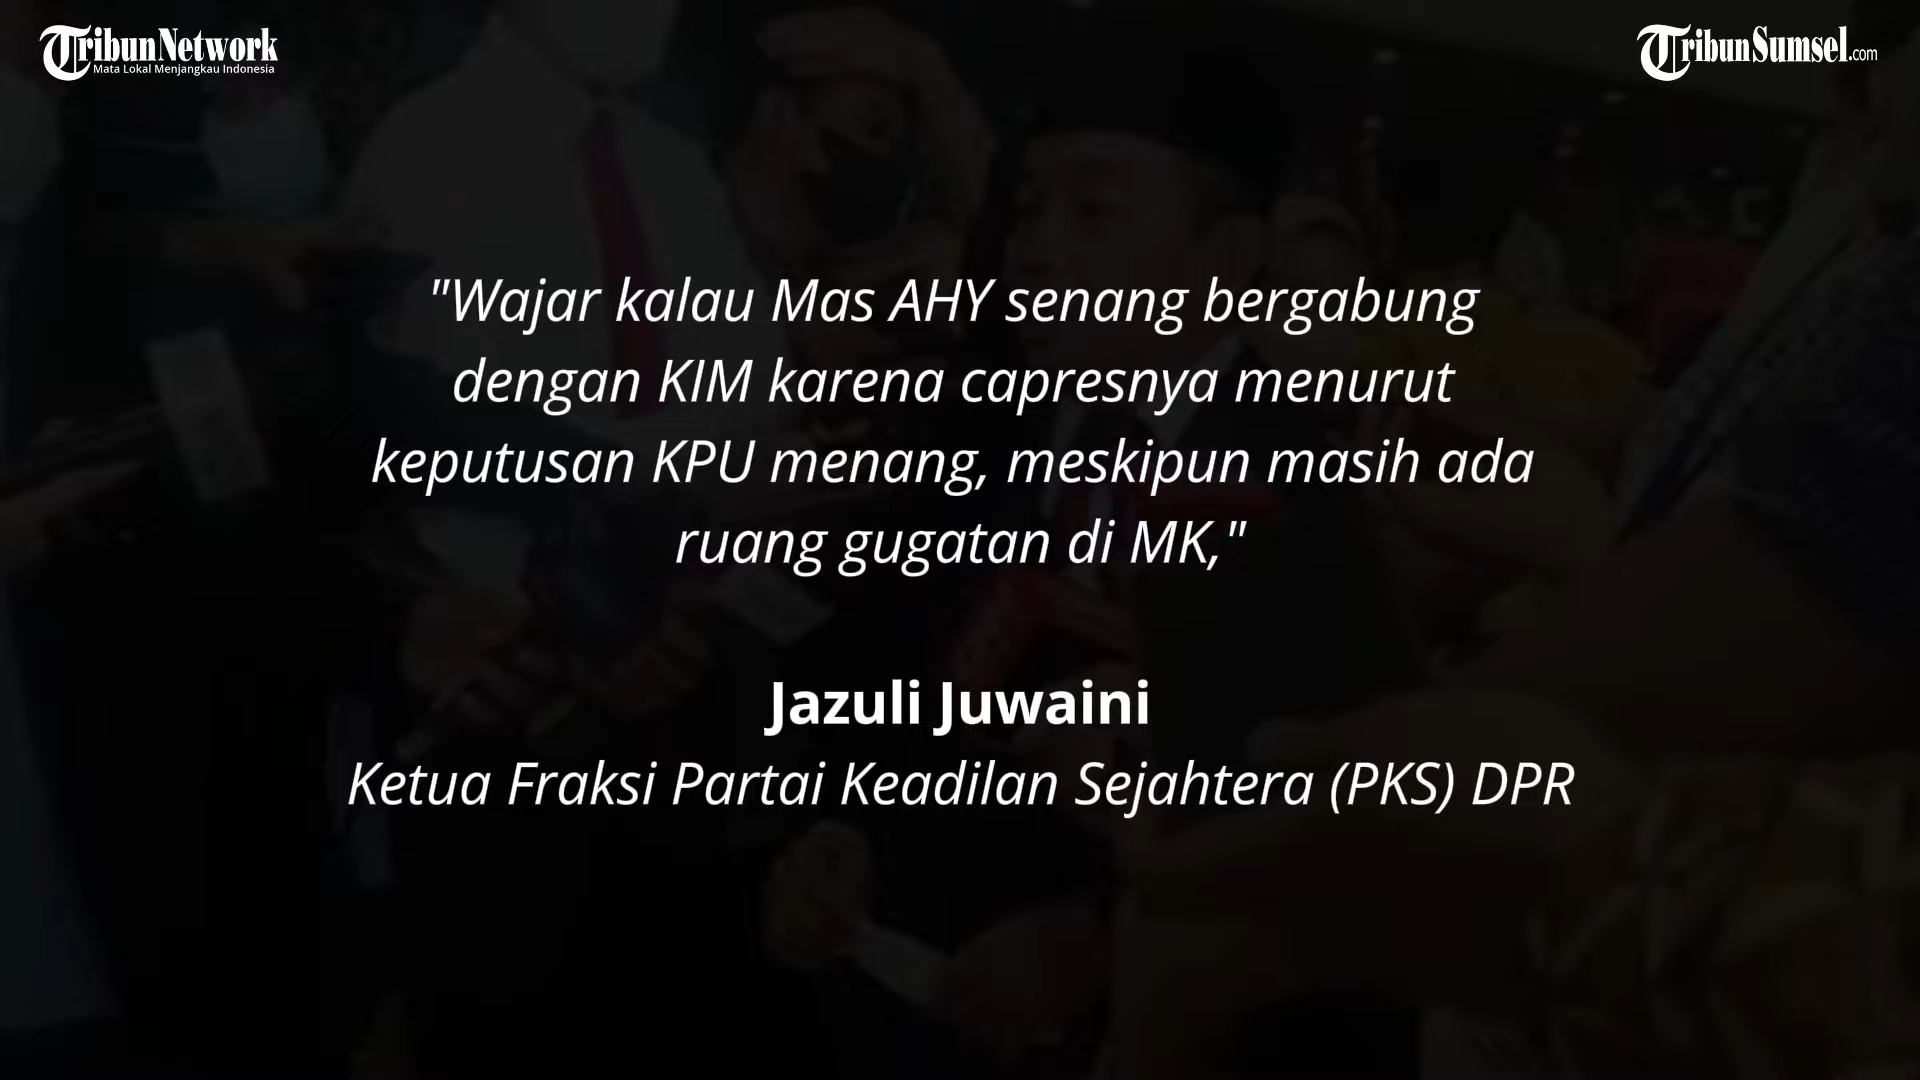 TribunNetwork
Mata Lokal Menjangkau Indonesia
TribunSumsel.com
"Wajar kalau Mas AHY senang bergabung
dengan KIM karena capresnya menurut
keputusan KPU menang, meskipun masih ada
ruang gugatan di MK,"
Jazuli Juwaini
Ketua Fraksi Partai Keadilan Sejahtera (PKS) DPR